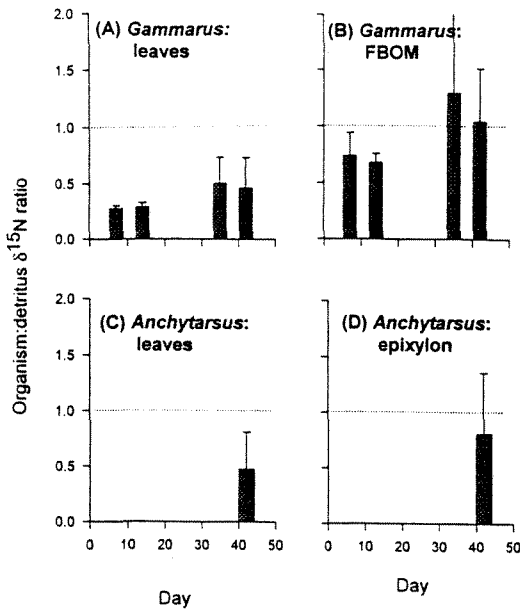 Organism:detritus δ15N ratio
(A) Gammarus:
leaves
2.0
1.5
1.0
0.5
0.0
(B) Gammarus:
FBOM
(C) Anchytarsus:
leaves
2.0
1.5
1.0
0.5
0.0
0 10 20 30 40 50
Day
(D) Anchytarsus:
epixylon
0 10 20 30 40 50
Day